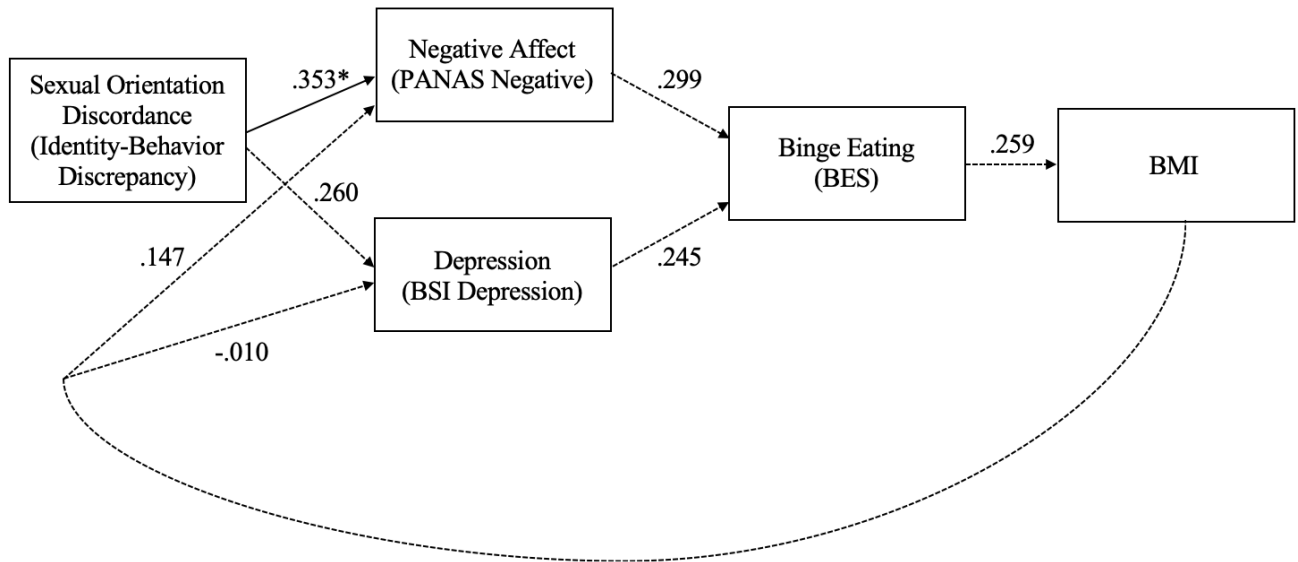 Sexual Orientation
Discordance
(Identity-Behavior
Discrepancy)
.353*
Negative Affect
(PANAS Negative)
.299
.260
.147
Depression
(BSI Depression)
.245
-.010
Binge Eating
(BES)
.259
BMI